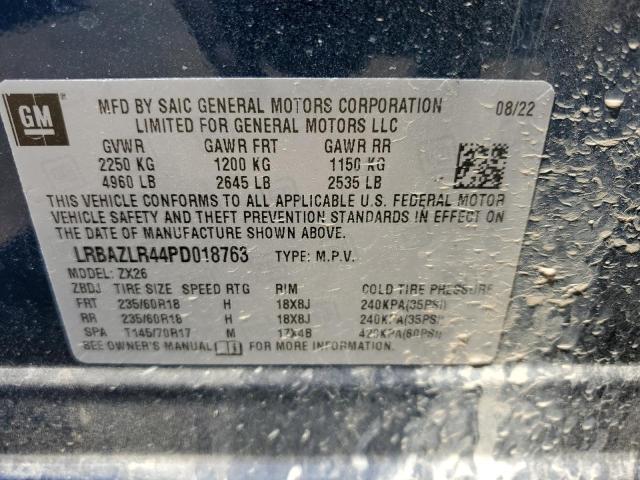 GM
MFD BY SAIC GENERAL MOTORS CORPORATION 08/22
LIMITED FOR GENERAL MOTORS LLC
GVWR GAWR FRT GAWR RR
2250 KG 1200 KG 1150 KG
4960 LB 2645 LB 2535 LB
THIS VEHICLE CONFORMS TO ALL APPLICABLE U.S. FEDERAL MOTOR
VEHICLE SAFETY AND THEFT PREVENTION STANDARDS IN EFFECT ON
THE DATE OF MANUFACTURE SHOWN ABOVE.
LRBAZLR44PD018763 TYPE: M.P.V.
MODEL: ZX26
ZBDJ TIRE SIZE SPEED RTG RIM COLD TIRE PRESSURE
FRT 235/60R18 H 18X8J 240KPA(35PSI)
RR 235/60R18 H 18X8J 240KPA(35PSI)
SPA T145/70R17 M 17X4B 420KPA(60PSI)
SEE OWNER'S MANUAL FOR MORE INFORMATION.